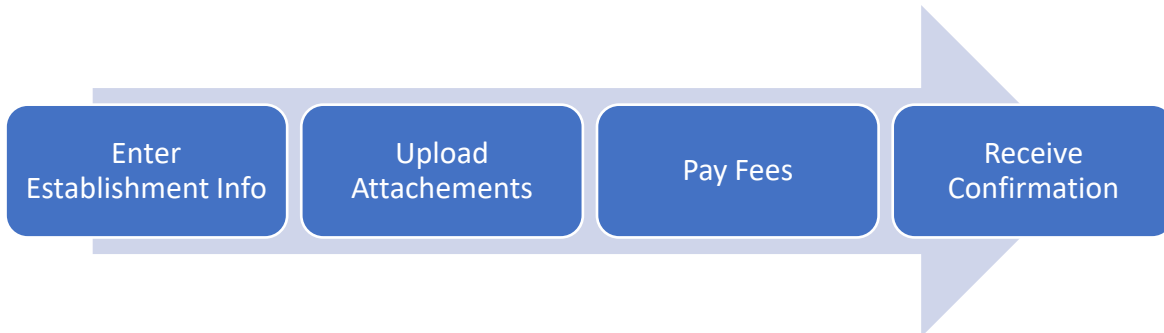 Enter
Establishment Info
Upload
Attachements
Pay Fees
Receive
Confirmation